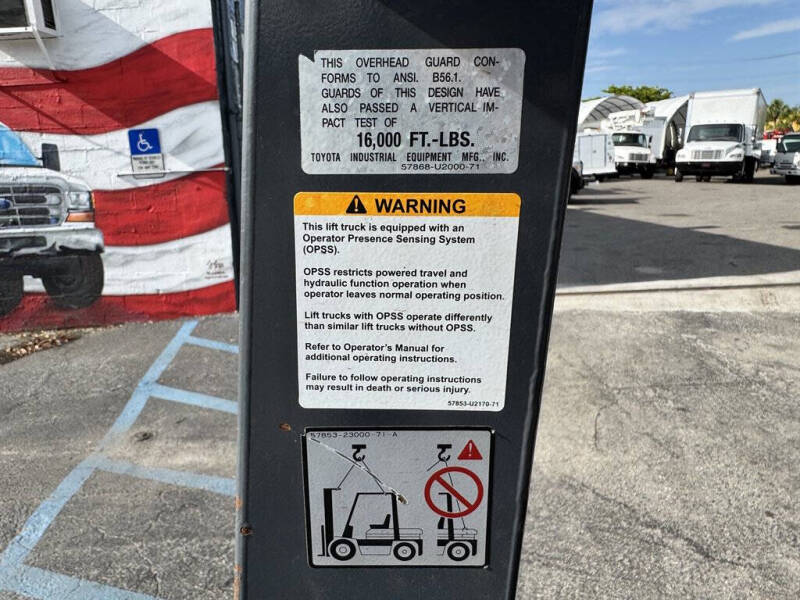 THIS OVERHEAD GUARD CON-
FORMS TO ANSI. B56.1.
GUARDS OF THIS DESIGN HAVE
ALSO PASSED A VERTICAL IM-
PACT TEST OF
16,000 FT.-LBS.
TOYOTA INDUSTRIAL EQUIPMENT MFG., INC.
57868-U2000-71
WARNING
This lift truck is equipped with an
Operator Presence Sensing System
(OPSS).
OPSS restricts powered travel and
hydraulic function operation when
operator leaves normal operating position.
Lift trucks with OPSS operate differently
than similar lift trucks without OPSS.
Refer to Operator's Manual for
additional operating instructions.
Failure to follow operating instructions
may result in death or serious injury.
57853-U2170-71
57853-23000-71-A